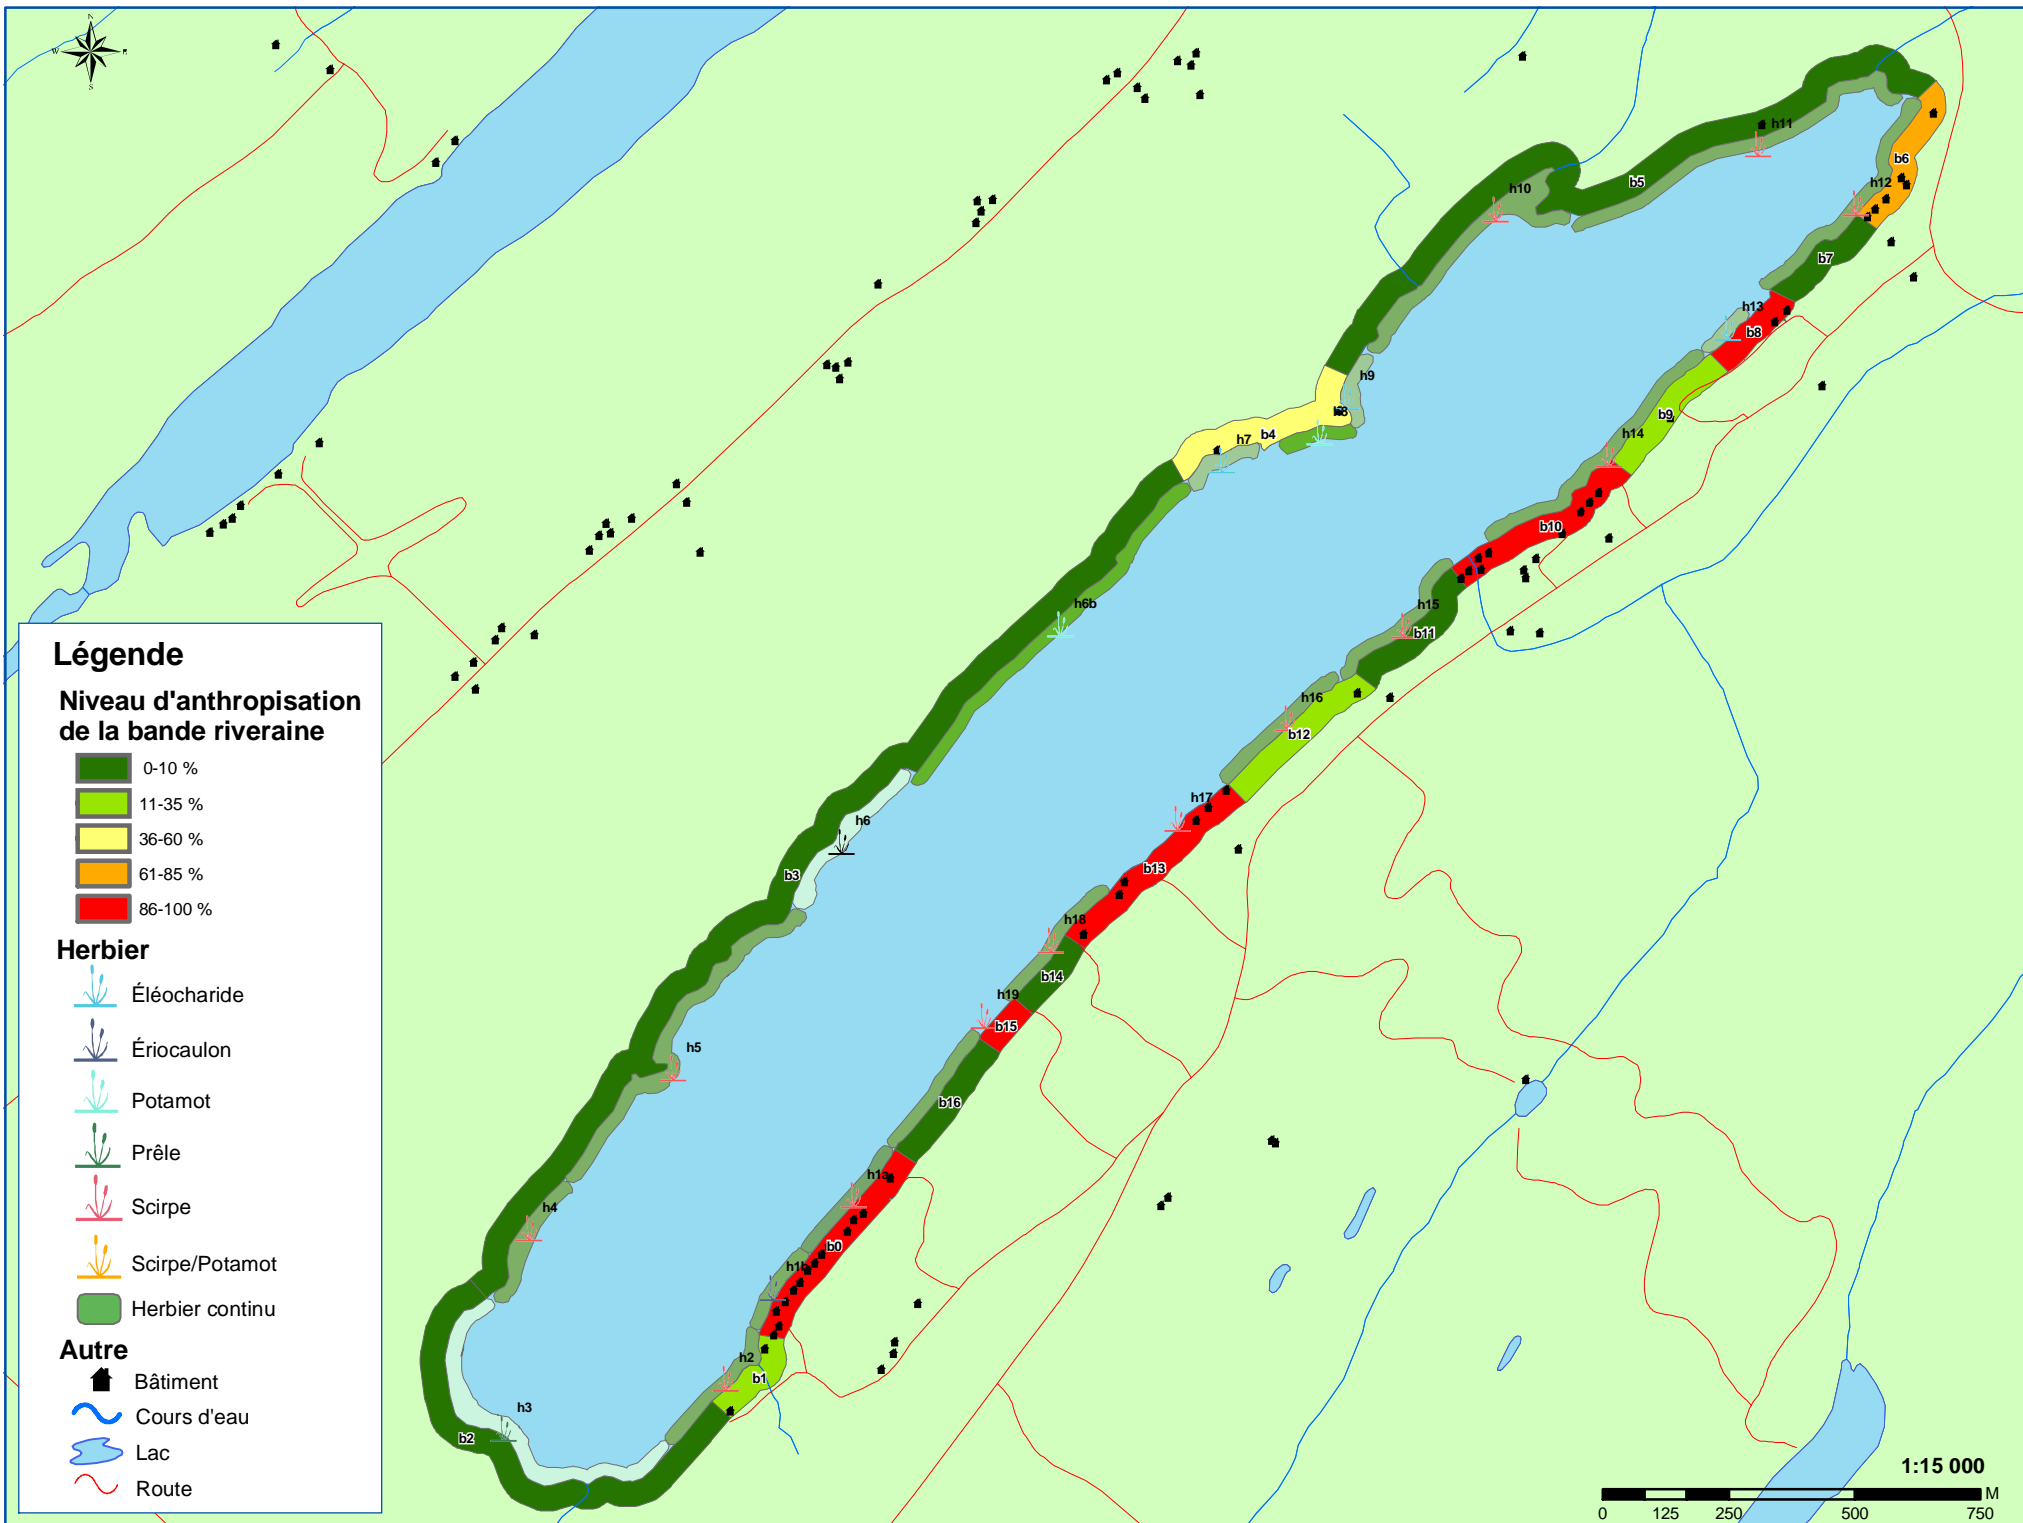 N
W
E
S
h11
b6
h10
b5
h12
b7
h13
b8
h9
h7
b4
b9
h14
b10
h6b
h15
b11
h16
b12
h17
h6
b13
b3
h18
b14
h19
b15
h5
b16
h1a
h4
b0
h1b
h2
b1
h3
b2
Légende
Niveau d'anthropisation
de la bande riveraine
0-10 %
11-35 %
36-60 %
61-85 %
86-100 %
Herbier
Éléocharide
Ériocaulon
Potamot
Prêle
Scirpe
Scirpe/Potamot
Herbier continu
Autre
Bâtiment
Cours d'eau
Lac
Route
1:15 000
M
0 125 250 500 750